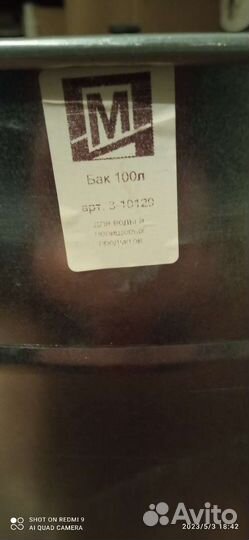 М
Бак 100л
арт. 3-10120
для воды и
непищевых
продуктов
SHOT ON REDMI 9
AI QUAD CAMERA
2023/5/3 18:42
Avito